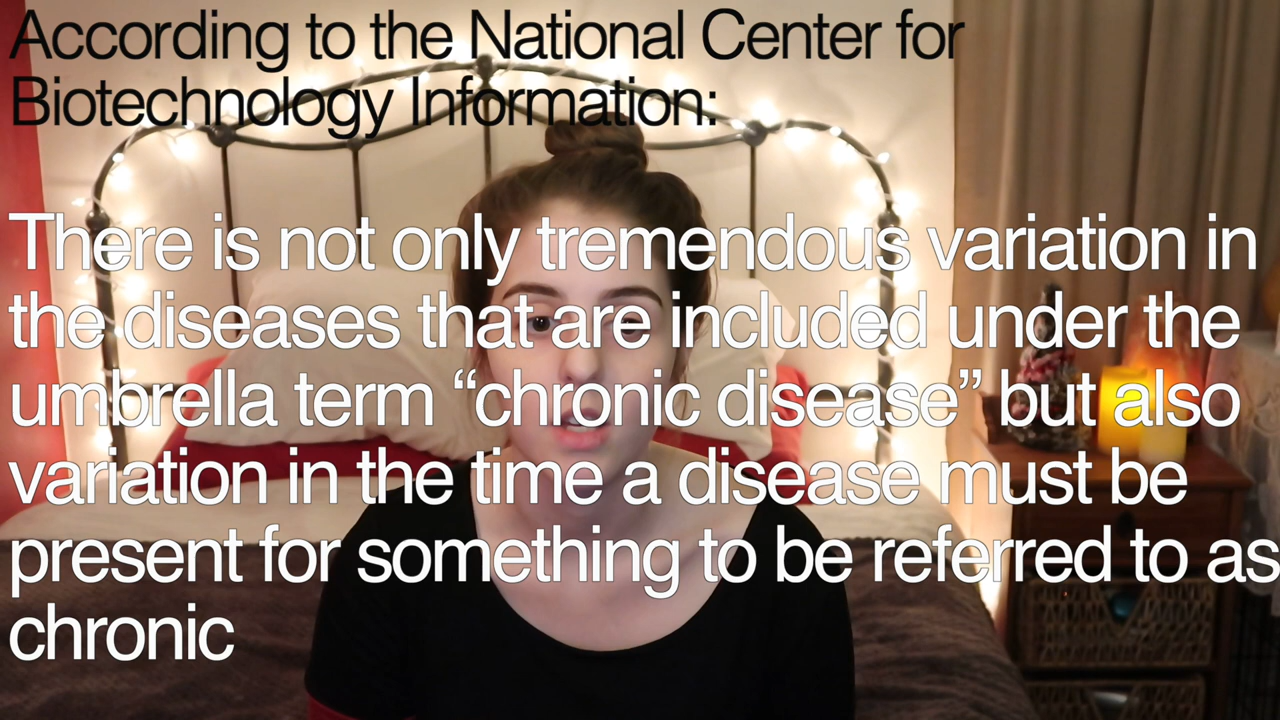 According to the National Center for
Biotechnology Information:
There is not only tremendous variation in
the diseases that are included under the
umbrella term “chronic disease” but also
variation in the time a disease must be
present for something to be referred to as
chronic